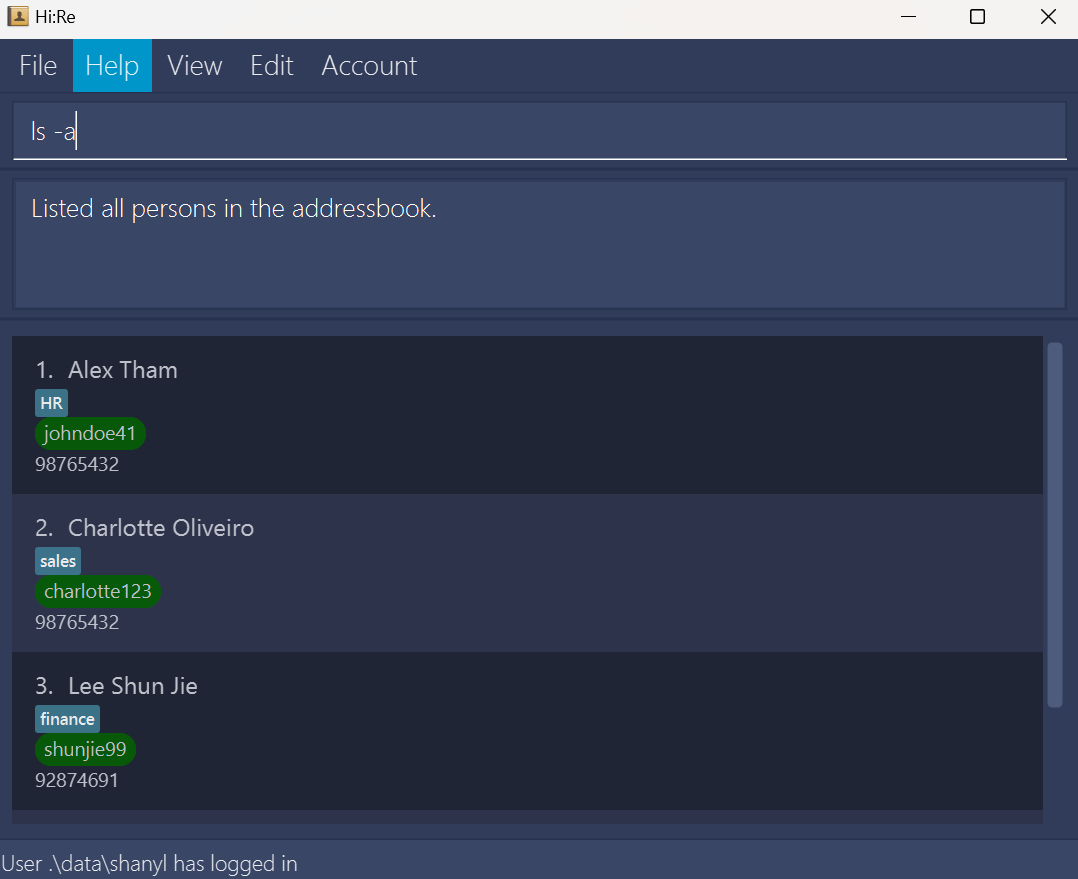 Hi:Re
File Help View Edit Account
ls -a
Listed all persons in the addressbook.
1. Alex Tham
HR
johndoe41
98765432
2. Charlotte Oliveiro
sales
charlotte123
98765432
3. Lee Shun Jie
finance
shunjie99
92874691
User .\data\shanyl has logged in